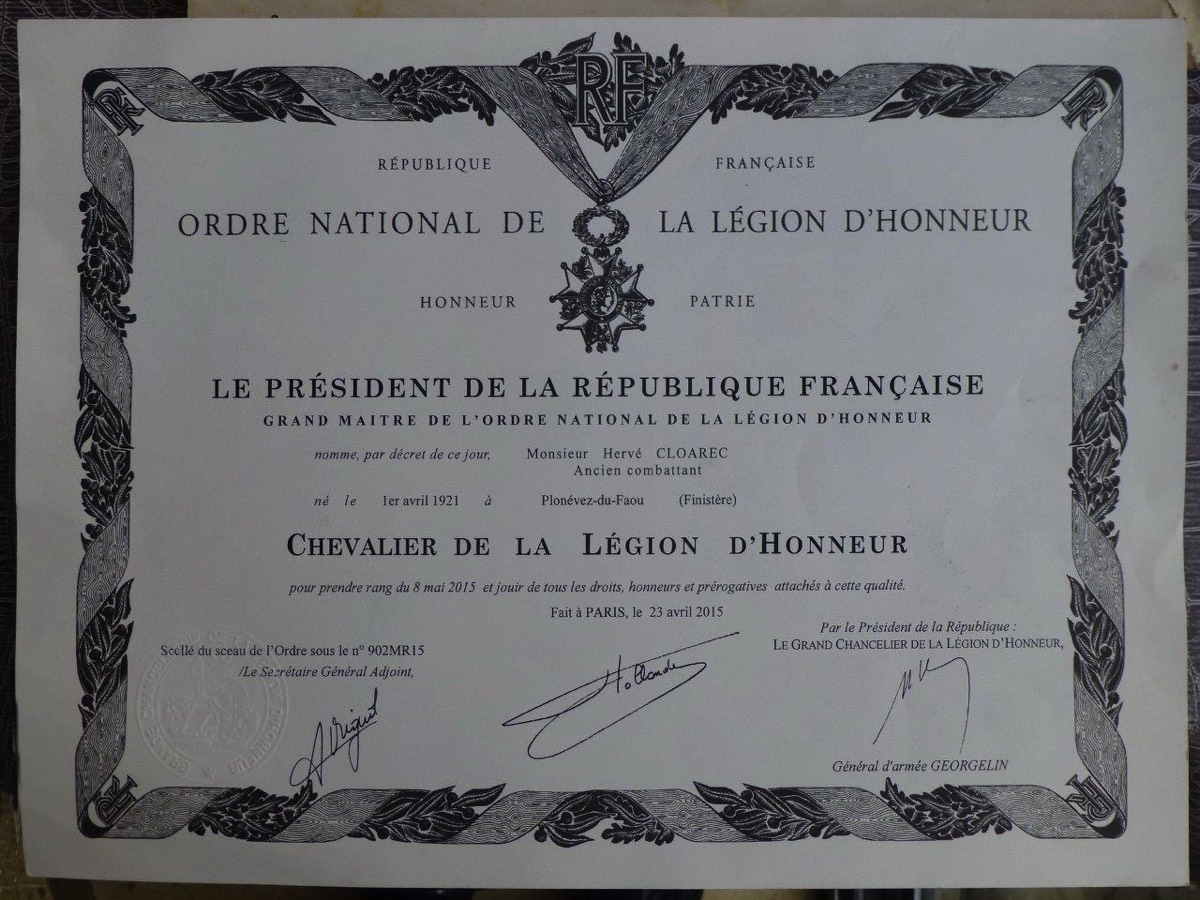 RF
RF
RF
RÉPUBLIQUE FRANÇAISE
ORDRE NATIONAL DE LA LÉGION D'HONNEUR
HONNEUR PATRIE
LE PRÉSIDENT DE LA RÉPUBLIQUE FRANÇAISE
GRAND MAITRE DE L'ORDRE NATIONAL DE LA LÉGION D'HONNEUR
nomme, par décret de ce jour, Monsieur Hervé CLOAREC
Ancien combattant
né le 1er avril 1921 à Plonévez-du-Faou (Finistère)
CHEVALIER DE LA LÉGION D'HONNEUR
pour prendre rang du 8 mai 2015 et jouir de tous les droits, honneurs et prérogatives attachés à cette qualité.
Fait à PARIS, le 23 avril 2015
Par le Président de la République :
LE GRAND CHANCELIER DE LA LÉGION D'HONNEUR,
Scellé du sceau de l'Ordre sous le n° 902MR15
/Le Secrétaire Général Adjoint,
Hollande
Général d'armée GEORGELIN
RF
RF